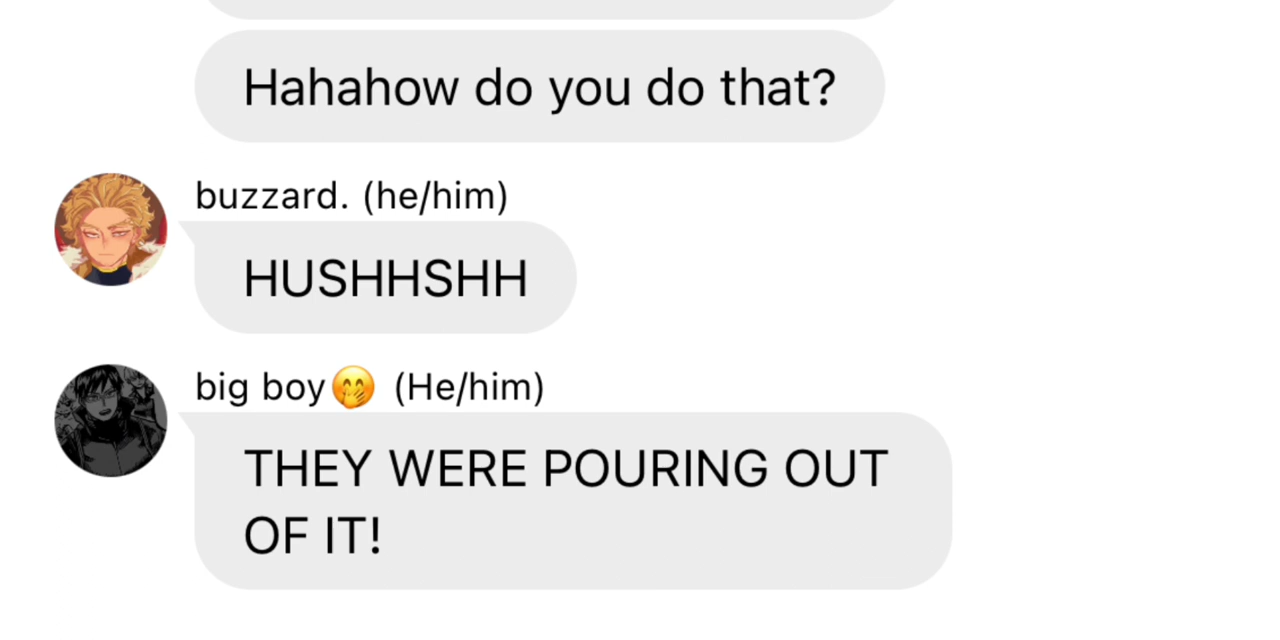 Hahahow do you do that?
buzzard. (he/him)
HUSHHSHH
big boy🤭 (He/him)
THEY WERE POURING OUT
OF IT!